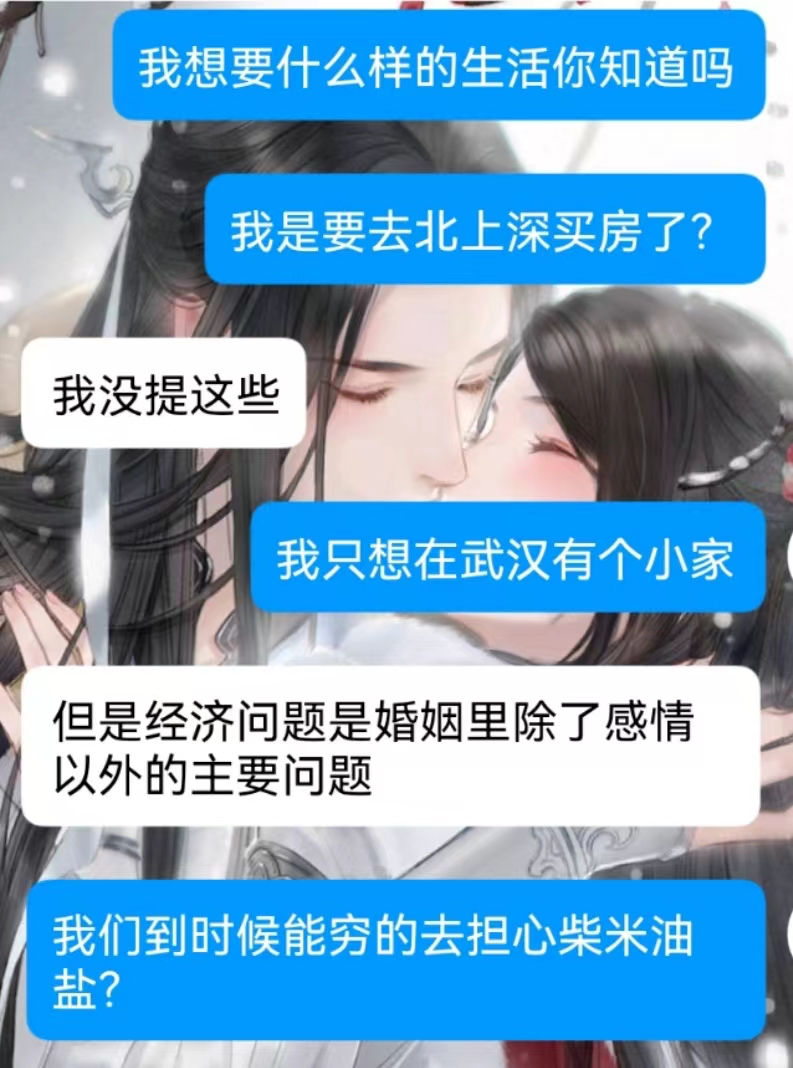 我想要什么样的生活你知道吗
我是要去北上深买房了？
我没提这些
我只想在武汉有个小家
但是经济问题是婚姻里除了感情
以外的主要问题
我们到时候能穷的去担心柴米油
盐？